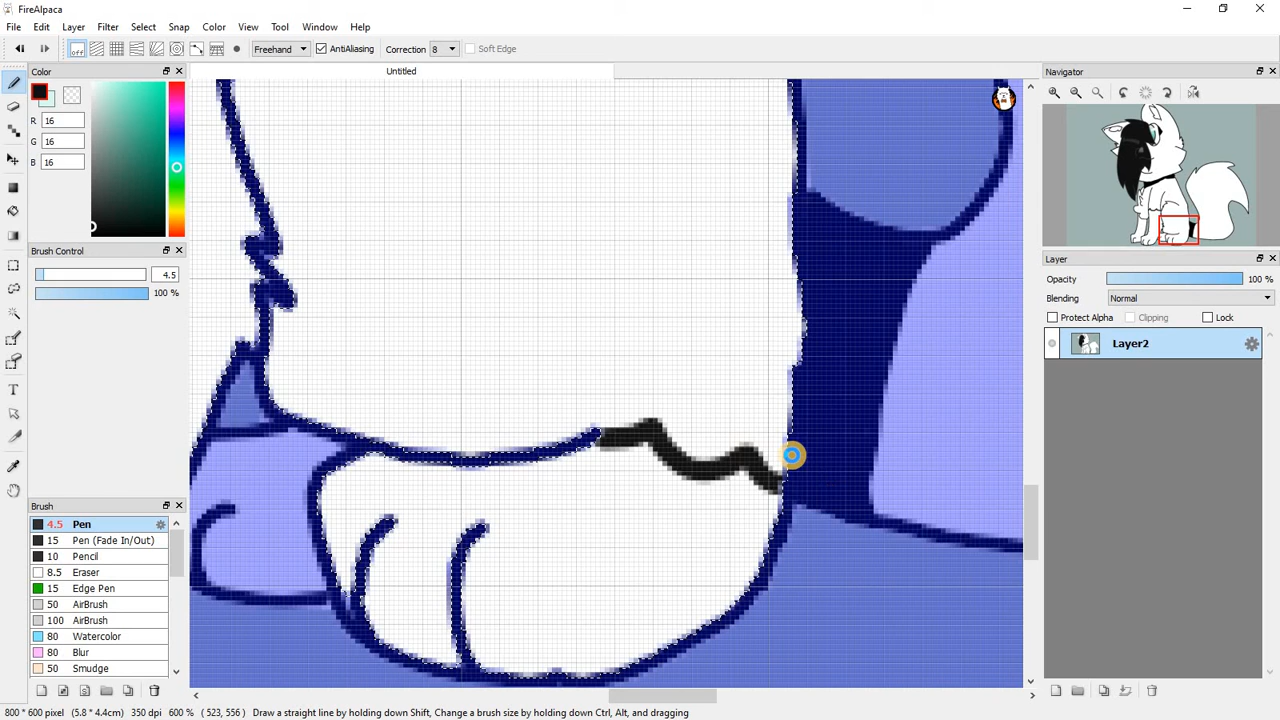 FireAlpaca
File Edit Layer Filter Select Snap Color View Tool Window Help
off Freehand AntiAliasing Correction 8 Soft Edge
Color
R 16
G 16
B 16
Brush Control
4.5
100 %
Brush
4.5 Pen
15 Pen (Fade In/Out)
10 Pencil
8.5 Eraser
15 Edge Pen
50 AirBrush
100 AirBrush
80 Watercolor
80 Blur
50 Smudge
Untitled
Navigator
Layer
Opacity 100 %
Blending Normal
Protect Alpha Clipping Lock
Layer2
800 * 600 pixel (5.8 * 4.4cm) 350 dpi 600 % ( 523, 556 ) Draw a straight line by holding down Shift, Change a brush size by holding down Ctrl, Alt, and dragging